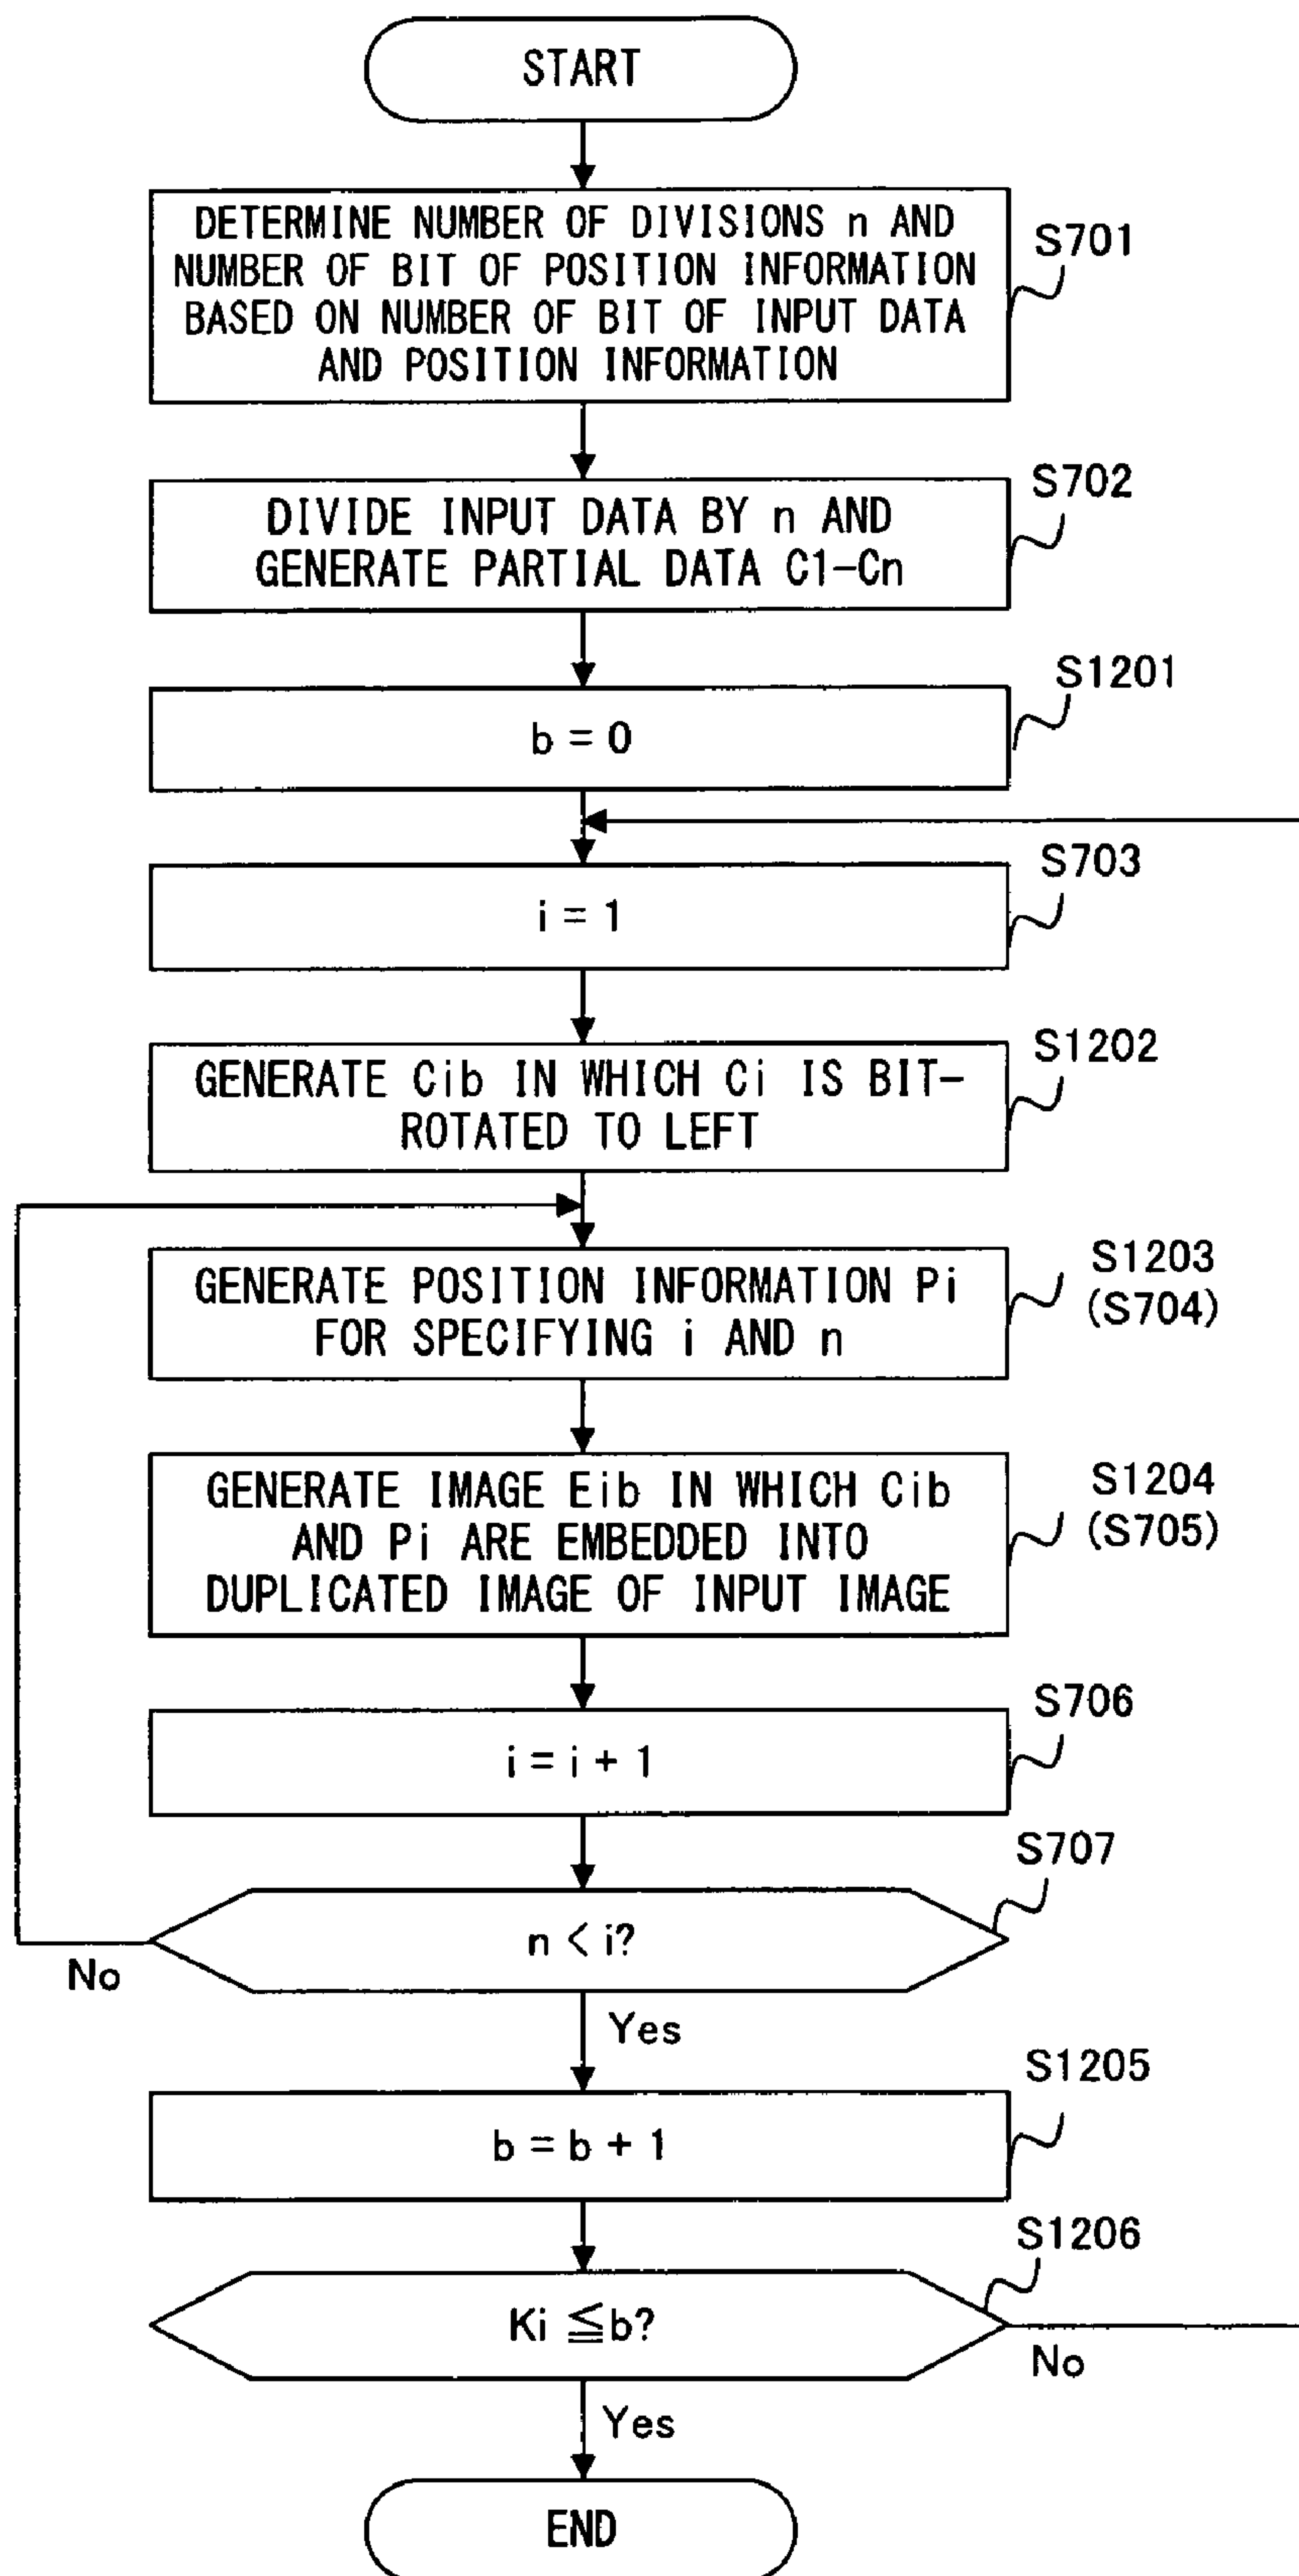 START
DETERMINE NUMBER OF DIVISIONS n AND
NUMBER OF BIT OF POSITION INFORMATION
BASED ON NUMBER OF BIT OF INPUT DATA
AND POSITION INFORMATION
S701
DIVIDE INPUT DATA BY n AND
GENERATE PARTIAL DATA C1-Cn
S702
b = 0
S1201
i = 1
S703
GENERATE Cib IN WHICH Ci IS BIT-
ROTATED TO LEFT
S1202
GENERATE POSITION INFORMATION Pi
FOR SPECIFYING i AND n
S1203
(S704)
GENERATE IMAGE Eib IN WHICH Cib
AND Pi ARE EMBEDDED INTO
DUPLICATED IMAGE OF INPUT IMAGE
S1204
(S705)
i = i + 1
S706
n < i?
S707
No
Yes
b = b + 1
S1205
Ki ≦ b?
S1206
No
Yes
END